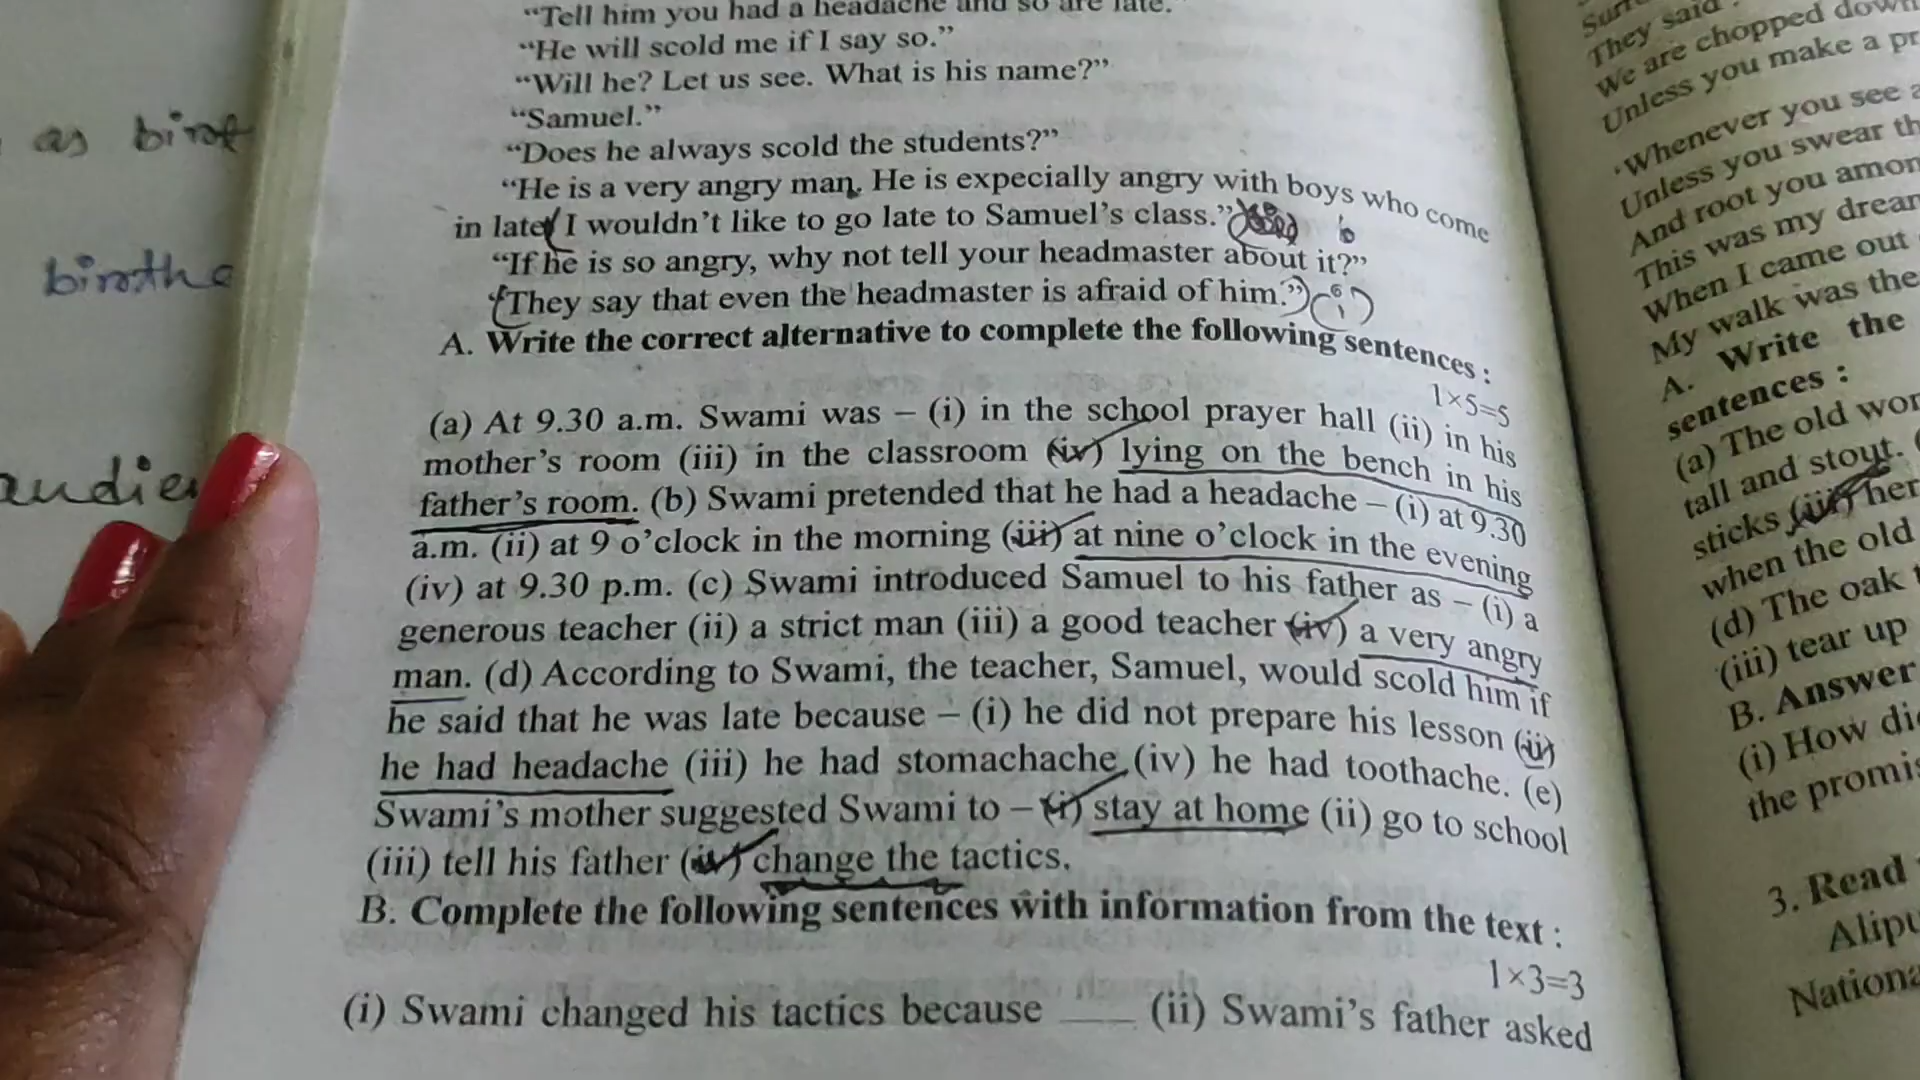 "Tell him you had a headache and so are late."
"He will scold me if I say so."
"Will he? Let us see. What is his name?"
"Samuel."
"Does he always scold the students?"
"He is a very angry man. He is expecially angry with boys who come
in late. I wouldn't like to go late to Samuel's class."
b
"If he is so angry, why not tell your headmaster about it?"
"They say that even the headmaster is afraid of him."
A. Write the correct alternative to complete the following sentences :
1×5=5
(a) At 9.30 a.m. Swami was – (i) in the school prayer hall (ii) in his
mother's room (iii) in the classroom (iv) lying on the bench in his
father's room. (b) Swami pretended that he had a headache – (i) at 9.30
a.m. (ii) at 9 o'clock in the morning (iii) at nine o'clock in the evening
(iv) at 9.30 p.m. (c) Swami introduced Samuel to his father as – (i) a
generous teacher (ii) a strict man (iii) a good teacher (iv) a very angry
man. (d) According to Swami, the teacher, Samuel, would scold him if
he said that he was late because – (i) he did not prepare his lesson (ii)
he had headache (iii) he had stomachache (iv) he had toothache. (e)
Swami's mother suggested Swami to – (i) stay at home (ii) go to school
(iii) tell his father (iv) change the tactics.
B. Complete the following sentences with information from the text :
1×3=3
(i) Swami changed his tactics because ____ (ii) Swami's father asked
as
They said
We are chopped down
Unless you make a
Whenever you see
Unless you swear
And root you
This was my
When I came out
My walk was the
A. Write the
sentences :
(a) The old
tall and stout.
sticks (iii) her
when the old
(d) The oak
(iii) tear up
B. Answer
(i) How
the
3. Read